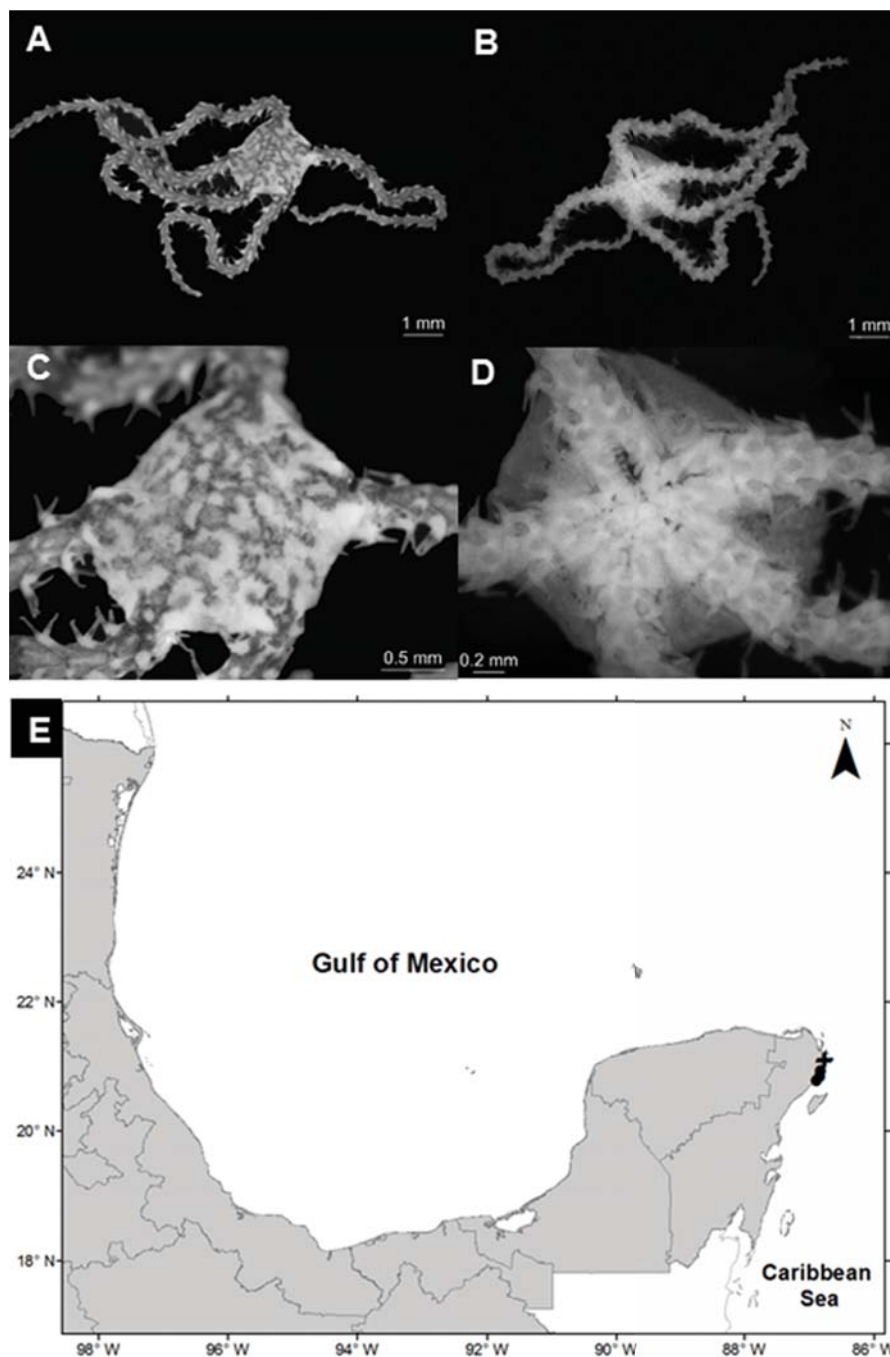 A
B
1 mm
1 mm
C
D
0.5 mm
0.2 mm
E
N
24° N
Gulf of Mexico
22° N
20° N
18° N
Caribbean
Sea
98° W
96° W
94° W
92° W
90° W
88° W
86° W